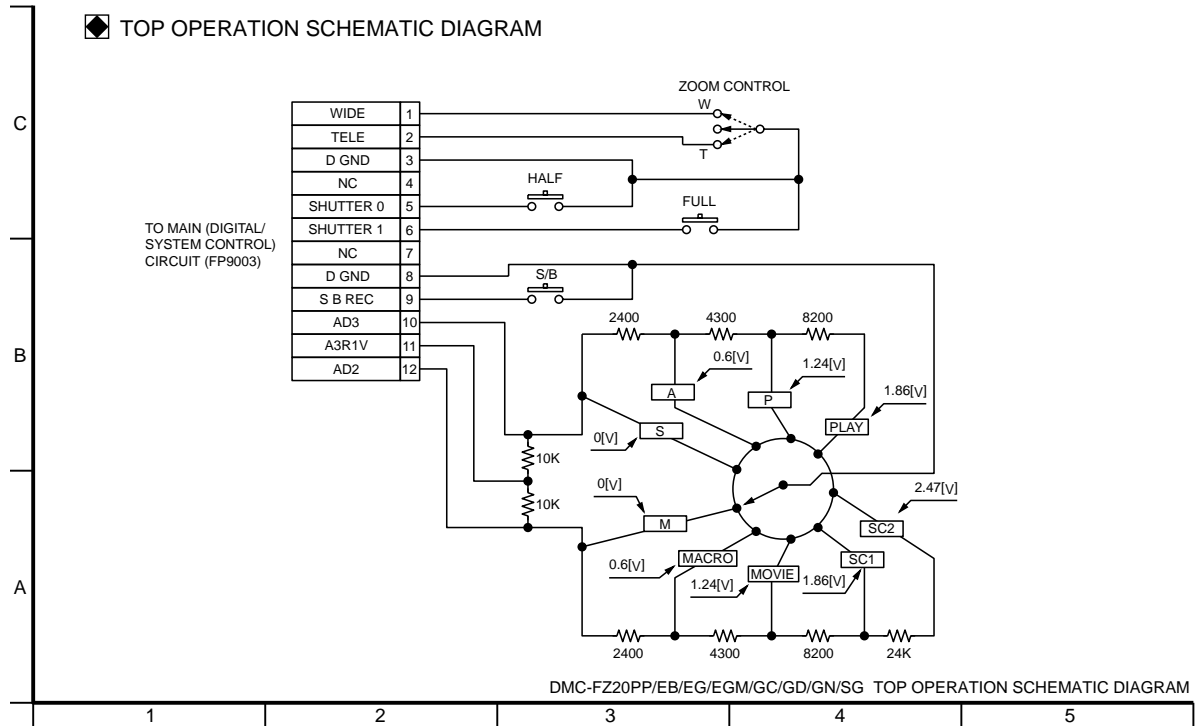 TOP OPERATION SCHEMATIC DIAGRAM
C
B
A
ZOOM CONTROL
W
T
WIDE 1
TELE 2
D GND 3
NC 4
SHUTTER 0 5
SHUTTER 1 6
NC 7
D GND 8
S B REC 9
AD3 10
A3R1V 11
AD2 12
TO MAIN (DIGITAL/
SYSTEM CONTROL)
CIRCUIT (FP9003)
HALF
FULL
S/B
2400 4300 8200
0.6[V]
1.24[V]
1.86[V]
A
P
PLAY
S
0[V]
10K
10K
0[V]
M
2.47[V]
SC2
MACRO
0.6[V]
MOVIE
1.24[V]
SC1
1.86[V]
2400 4300 8200 24K
DMC-FZ20PP/EB/EG/EGM/GC/GD/GN/SG TOP OPERATION SCHEMATIC DIAGRAM
1 2 3 4 5